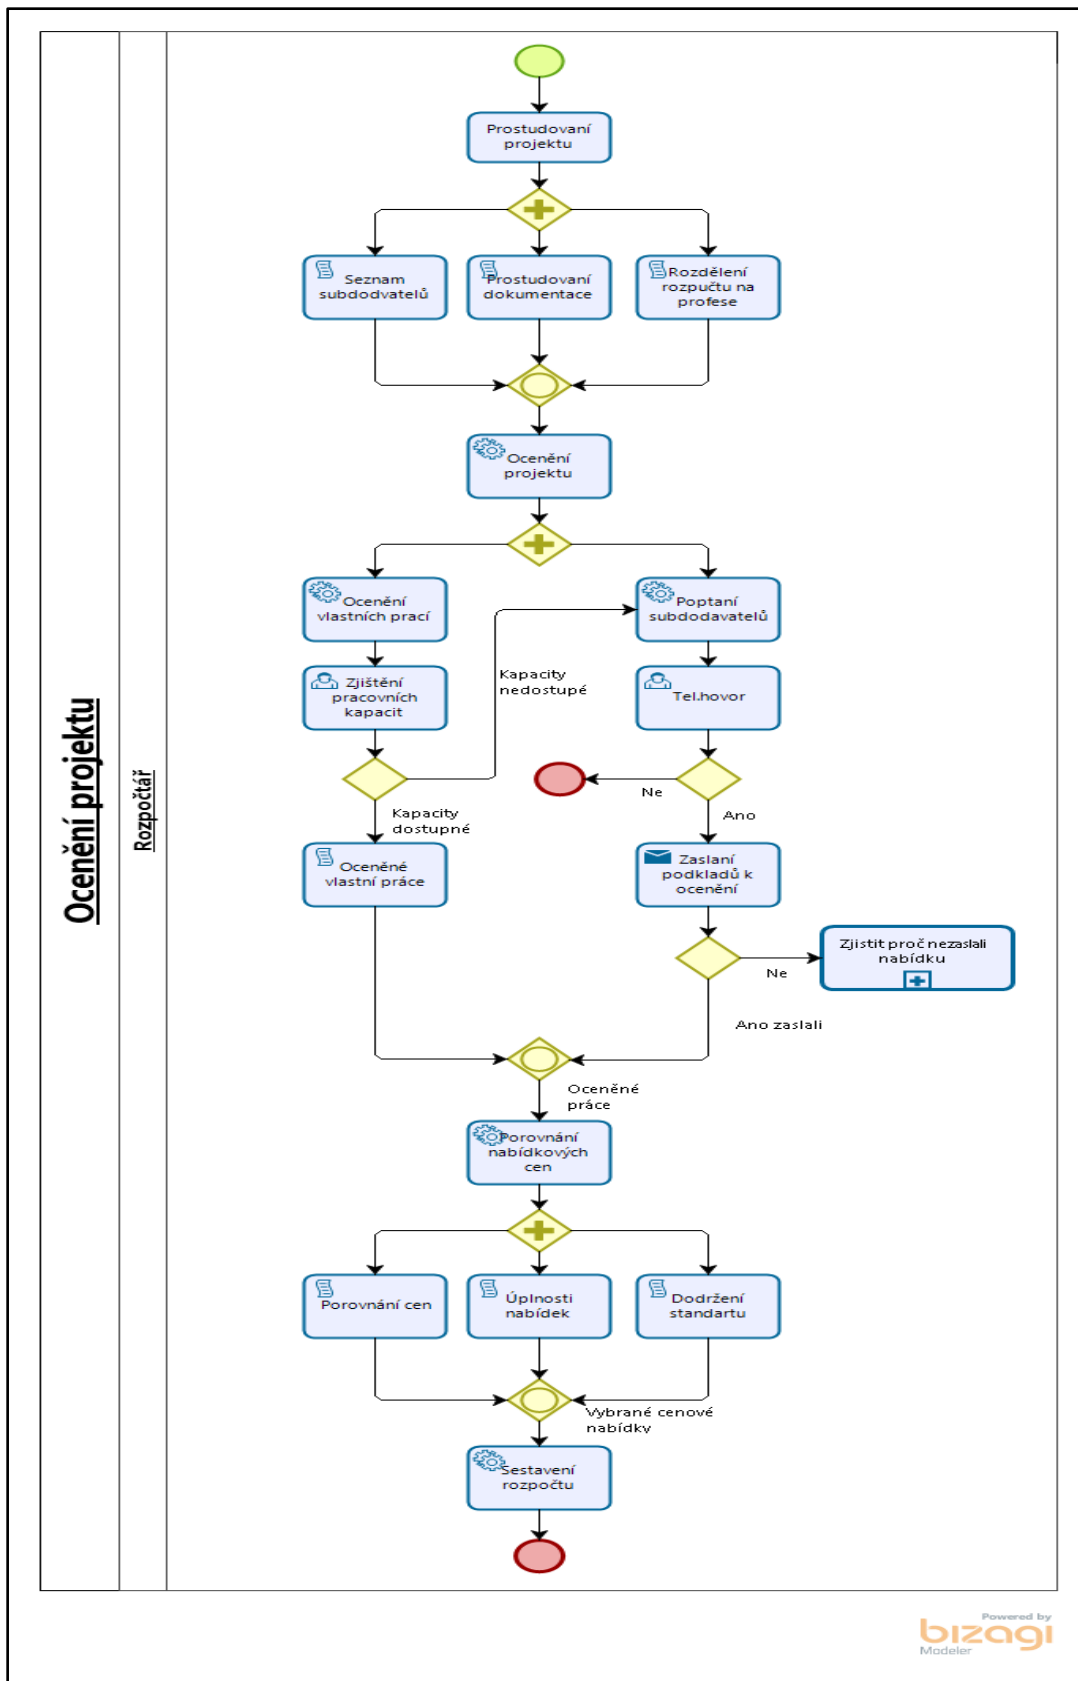 Ocenění projektu
Rozpočtář
Prostudovaní
projektu
Seznam
subdodvatelů
Prostudovaní
dokumentace
Rozdělení
rozpučtu na
profese
Ocenění
projektu
Ocenění
vlastních prací
Poptaní
subdodavatelů
Zjištění
pracovních
kapacit
Kapacity
nedostupé
Tel.hovor
Ne
Ano
Kapacity
dostupné
Oceněné
vlastní práce
Zaslaní
podkladů k
ocenění
Zjistit proč nezaslali
nabídku
Ne
Ano zaslali
Oceněné
práce
Porovnání
nabídkových
cen
Porovnání cen
Úplnosti
nabídek
Dodržení
standartu
Vybrané cenové
nabídky
Sestavení
rozpočtu
Powered by
bizagi
Modeler